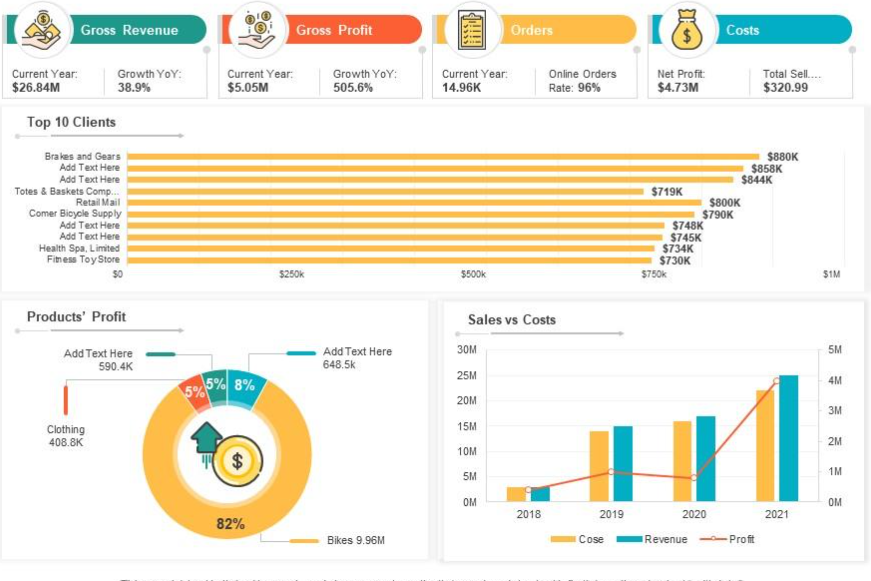 Gross Revenue
Current Year:
$26.84M
Growth YoY:
38.9%
Gross Profit
Current Year:
$5.05M
Growth YoY:
505.6%
Orders
Current Year:
14.96K
Online Orders
Rate: 96%
Costs
Net Profit:
$4.73M
Total Sell....
$320.99
Top 10 Clients
Brakes and Gears $880K
Add Text Here $858K
Add Text Here $844K
Totes & Baskets Comp... $719K
Retail Mail $800K
Comer Bicycle Supply $790K
Add Text Here $748K
Add Text Here $745K
Health Spa, Limited $734K
Fitness Toy Store $730K
$0 $250k $500k $750k $1M
Products' Profit
Add Text Here
590.4K
Add Text Here
648.5k
5% 5% 8%
Clothing
408.8K
$
82%
Bikes 9.96M
Sales vs Costs
30M 5M
25M 4M
20M 3M
15M 2M
10M 1M
5M 0M
0M
2018 2019 2020 2021
Cose Revenue Profit